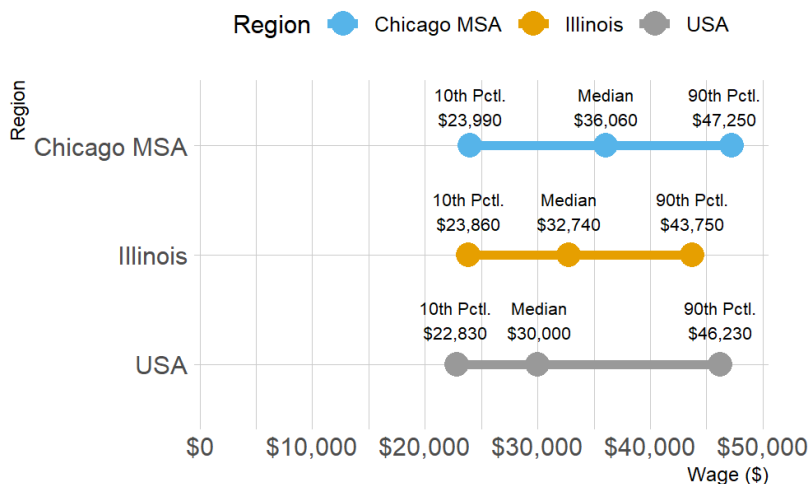 Region Chicago MSA Illinois USA
Region
10th Pctl. Median 90th Pctl.
$23,990 $36,060 $47,250
Chicago MSA
10th Pctl. Median 90th Pctl.
$23,860 $32,740 $43,750
Illinois
10th Pctl. Median 90th Pctl.
$22,830 $30,000 $46,230
USA
$0 $10,000 $20,000 $30,000 $40,000 $50,000
Wage ($)